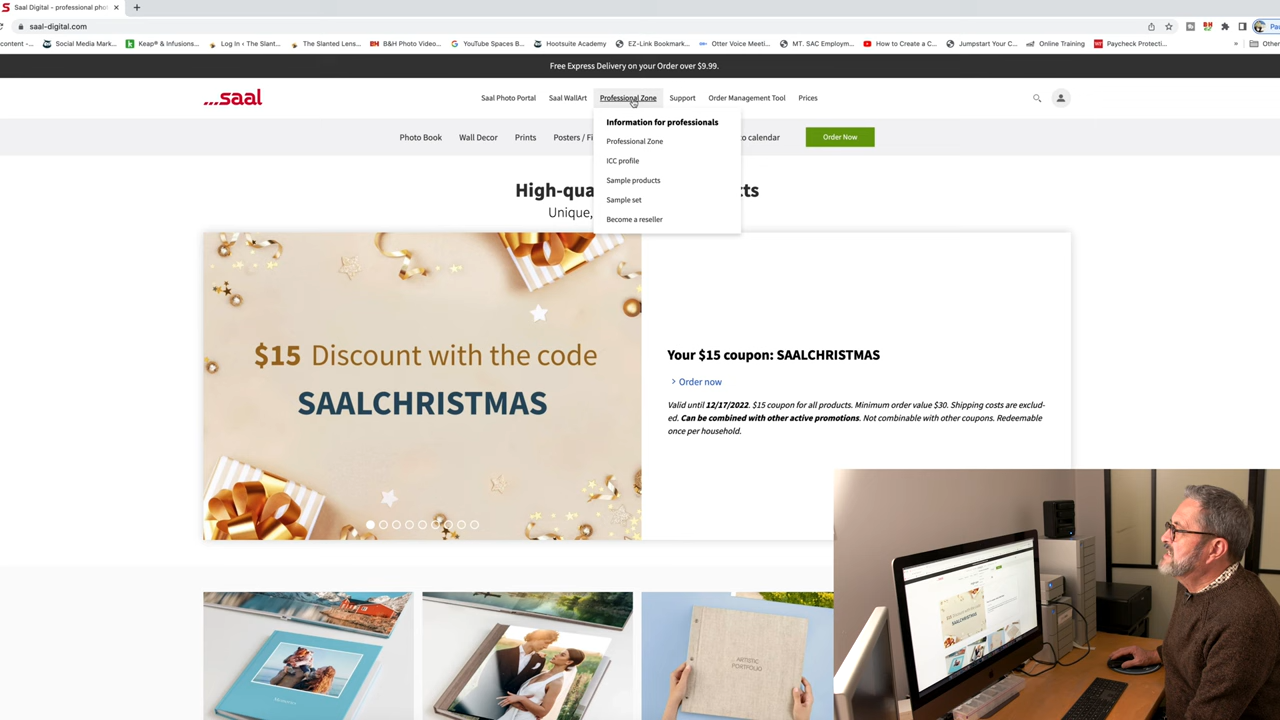 Saal Digital - professional pho
saal-digital.com
content -...
Social Media Mark...
Keap® & Infusions...
Log In ‹ The Slant...
The Slanted Lens...
B&H Photo Video...
YouTube Spaces B...
Hootsuite Academy
EZ-Link Bookmark...
Otter Voice Meeti...
MT. SAC Employm...
How to Create a C...
Jumpstart Your C...
Online Training
Paycheck Protecti...
» Other
Free Express Delivery on your Order over $9.99.
...saal
Saal Photo Portal
Saal WallArt
Professional Zone
Support
Order Management Tool
Prices
Information for professionals
Professional Zone
ICC profile
Sample products
Sample set
Become a reseller
Photo Book
Wall Decor
Prints
Posters / Fi
o calendar
Order Now
High-qua
ts
Unique,
$15 Discount with the code
SAALCHRISTMAS
Your $15 coupon: SAALCHRISTMAS
> Order now
Valid until 12/17/2022. $15 coupon for all products. Minimum order value $30. Shipping costs are exclud-
ed. Can be combined with other active promotions. Not combinable with other coupons. Redeemable
once per household.
ARTISTIC
PORTFOLIO